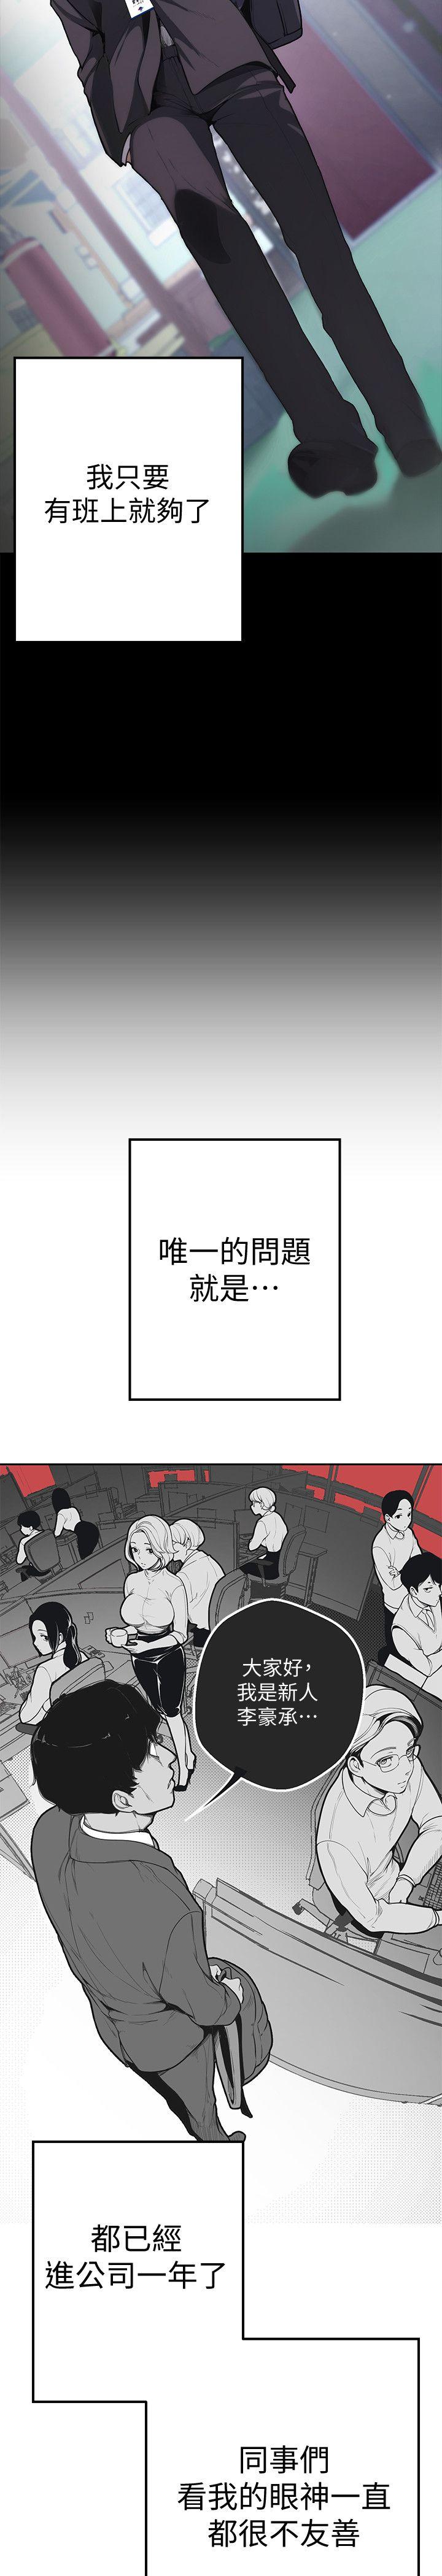 我只要
有班上就夠了
唯一的問題
就是⋯
大家好，
我是新人
李豪承⋯
都已經
進公司一年了
同事們
看我的眼神一直
都很不友善